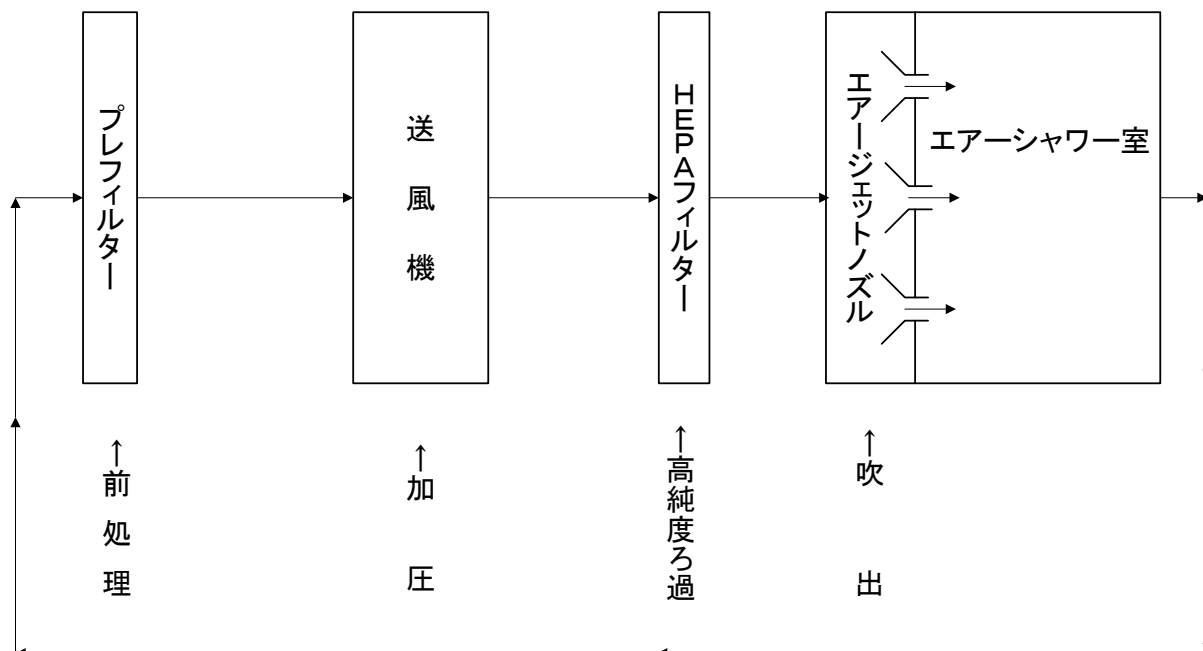 プレフィルター
送風機
HEPAフィルター
エアージェットノズル
エアーシャワー室
↑前処理
↑加圧
↑高純度ろ過
↑吹出